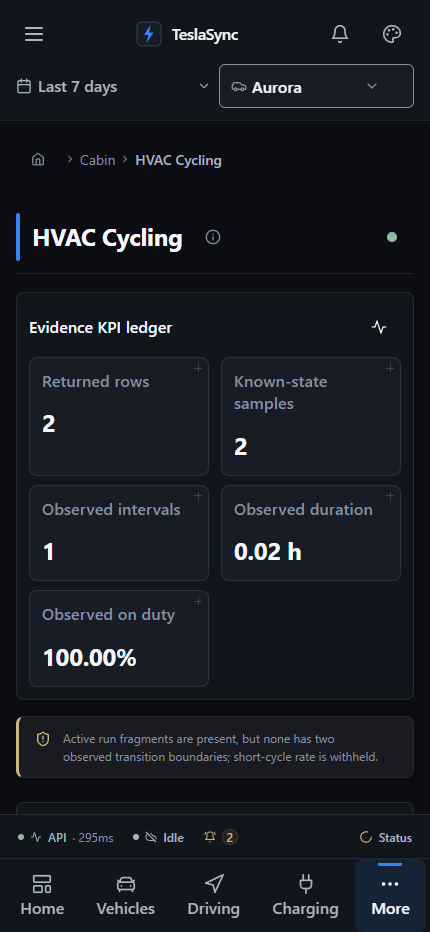 TeslaSync
Last 7 days
Aurora
Cabin
HVAC Cycling
HVAC Cycling
Evidence KPI ledger
Returned rows
2
Known-state
samples
2
Observed intervals
1
Observed duration
0.02 h
Observed on duty
100.00%
Active run fragments are present, but none has two
observed transition boundaries; short-cycle rate is withheld.
API · 295ms
Idle
2
Status
Home
Vehicles
Driving
Charging
More